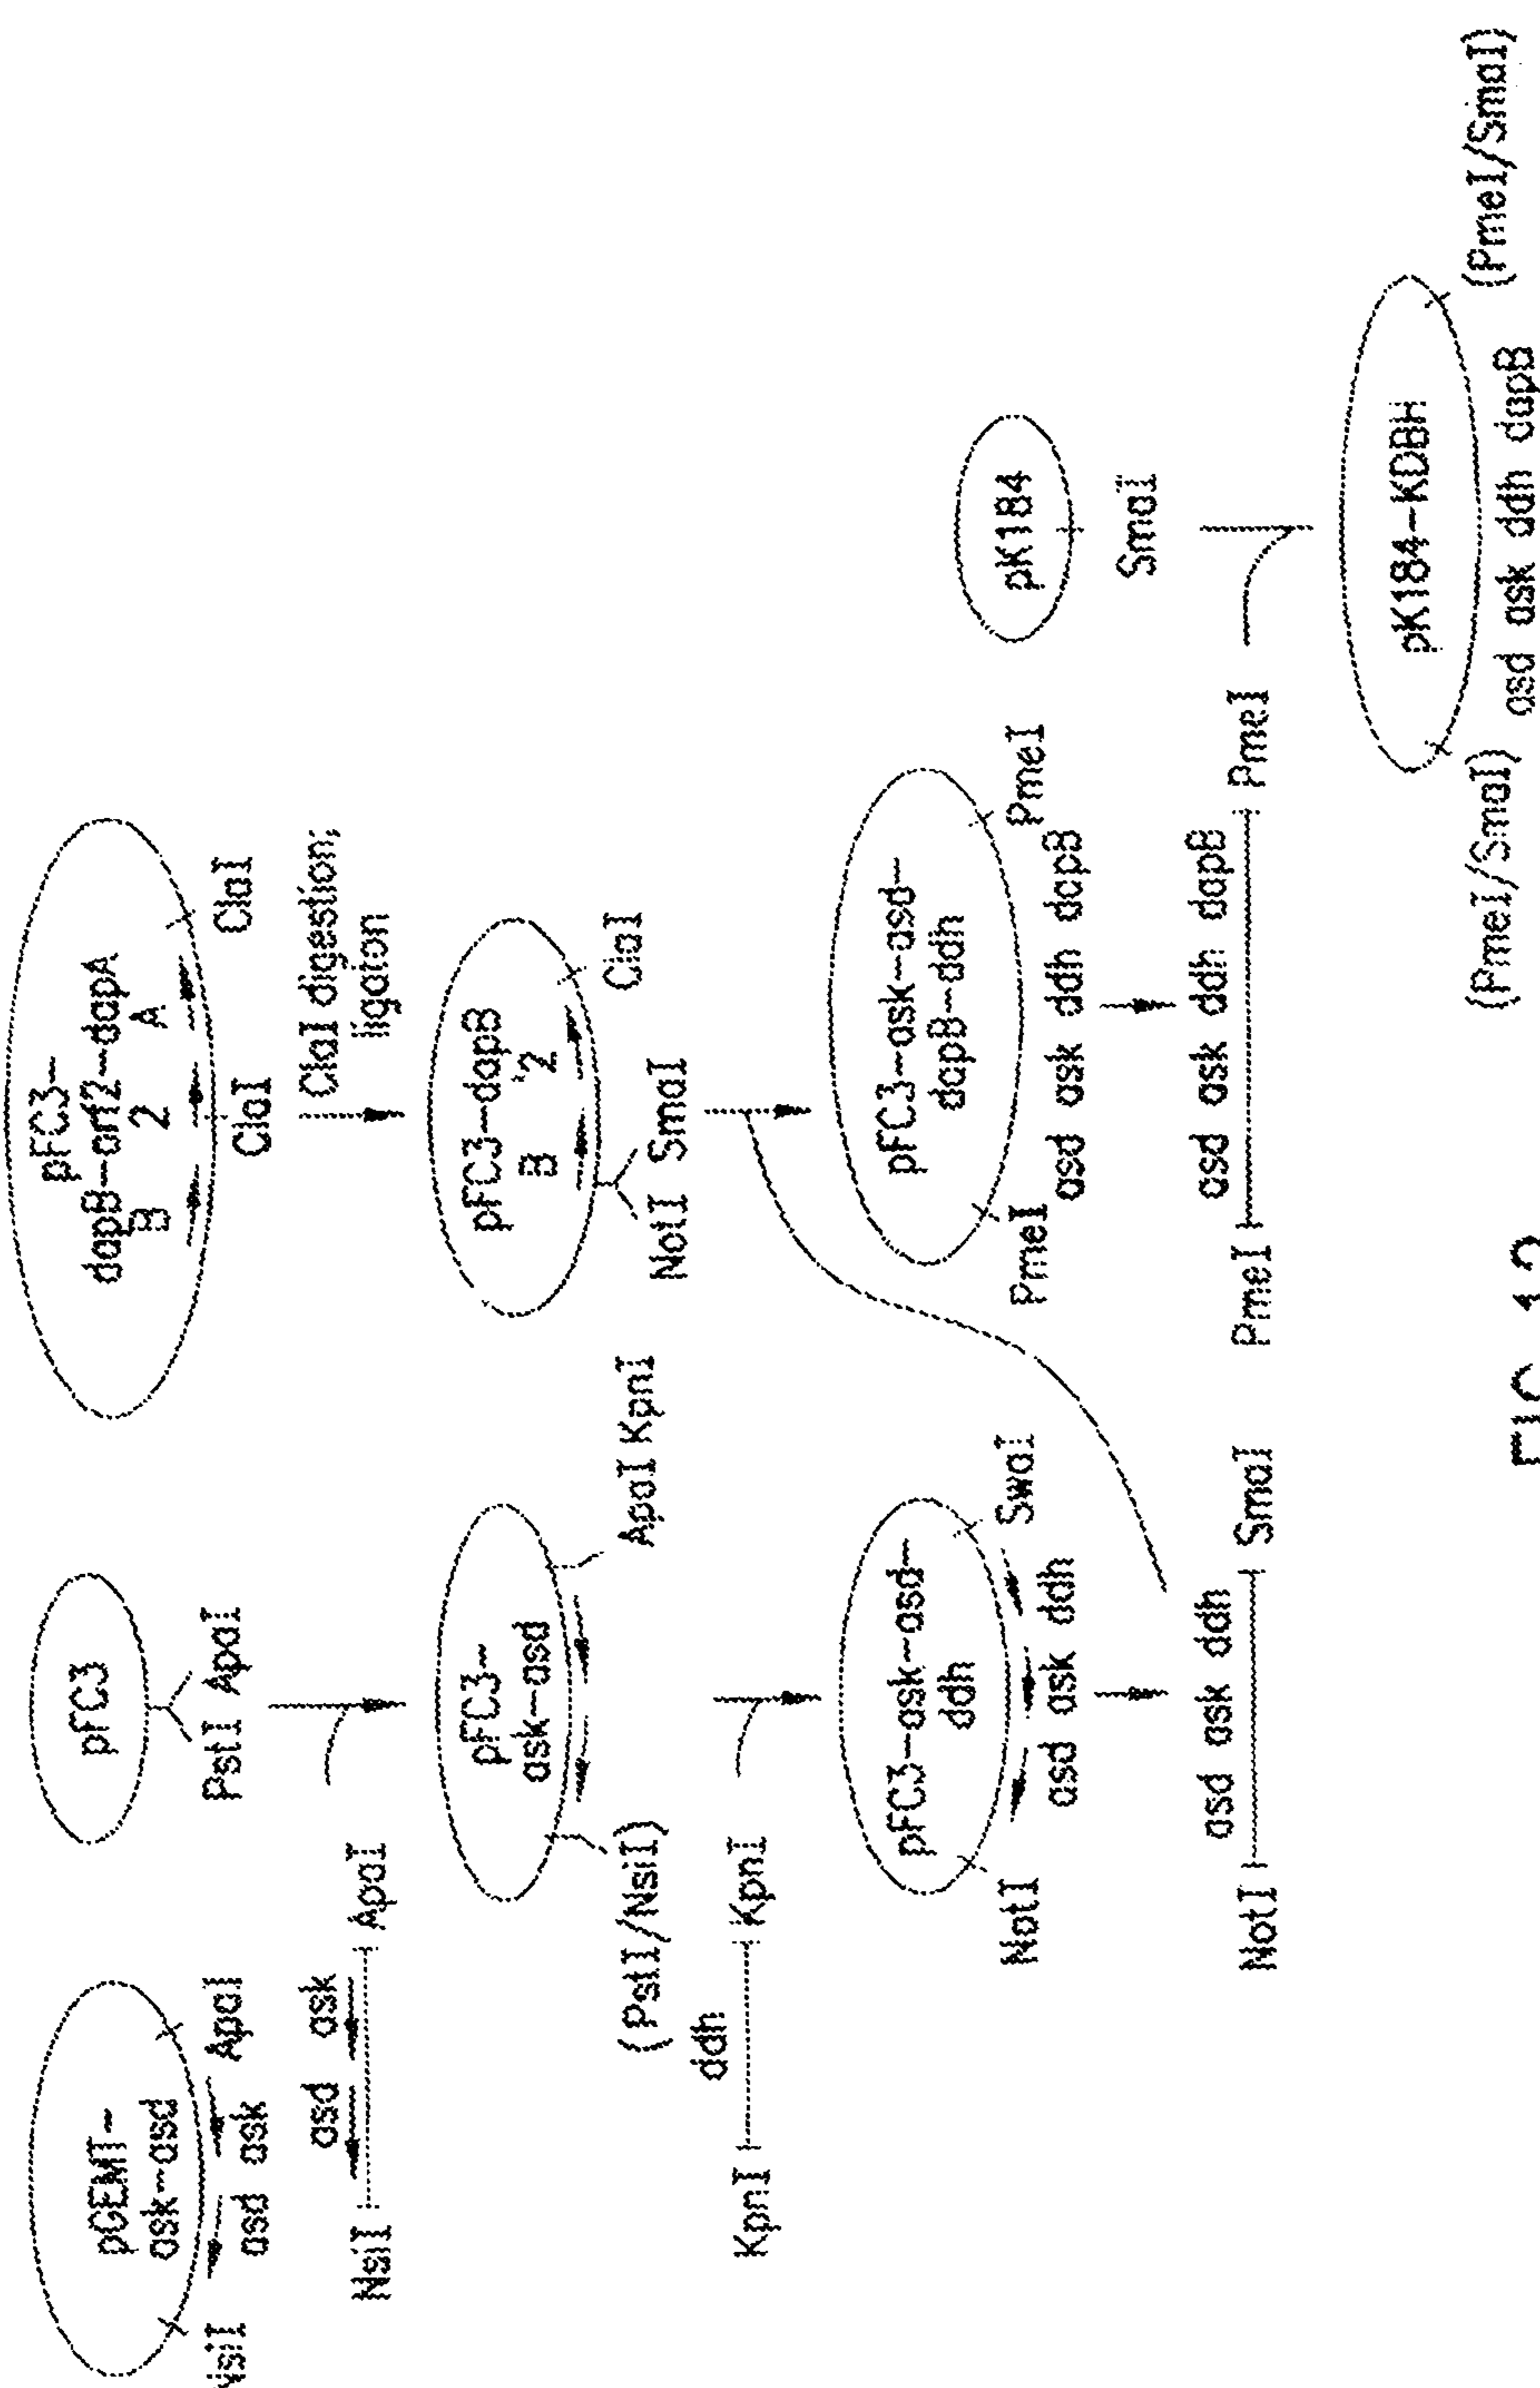 pGEMT-
ask-asd
ApaI
asd ask
NsiI
asd ask
ApaI
pFC3
PstI ApaI
pFC3-
dapB-orf2-dapA
B 2 A
ClaI
ClaI
ClaI digestion;
ligaton
pFC3-
ask-asd
(PstI/NsiI)
ApaI KpnI
pFC3-dapB
B '2
ClaI
NotI SmaI
ddh
KpnI
KpnI
pFC3-ask-asd-
ddh
NotI
SwaI
asd ask ddh
pFC3-ask-asd-
dapB-ddh
PmeI
PmeI
asd ask ddh dapB
pK184
SmaI
asd ask ddh
NotI
SmaI
asd ask ddh dapB
PmeI
PmeI
pK184-KDBH
(PmeI/SmaI)
(PmeI/SmaI)
asd ask ddh dapB